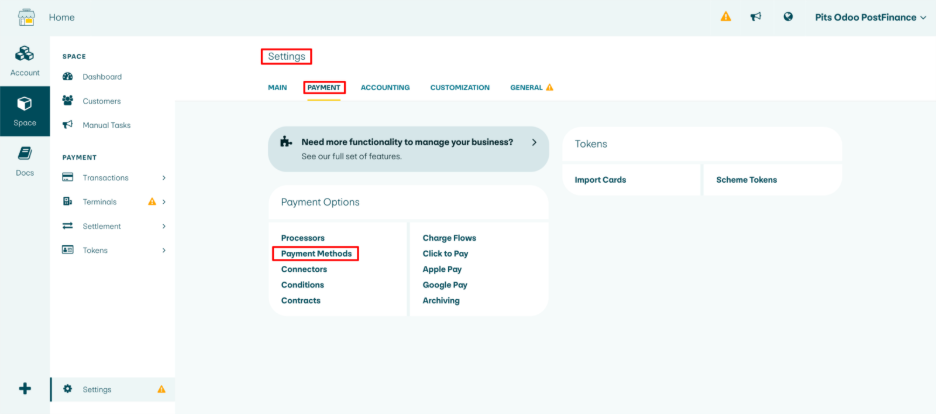 Home
Pits Odoo PostFinance
Account
Space
Docs
SPACE
Dashboard
Customers
Manual Tasks
PAYMENT
Transactions
Terminals
Settlement
Tokens
Settings
Settings
MAIN PAYMENT ACCOUNTING CUSTOMIZATION GENERAL
Need more functionality to manage your business?
See our full set of features.
Payment Options
Processors
Payment Methods
Connectors
Conditions
Contracts
Charge Flows
Click to Pay
Apple Pay
Google Pay
Archiving
Tokens
Import Cards
Scheme Tokens